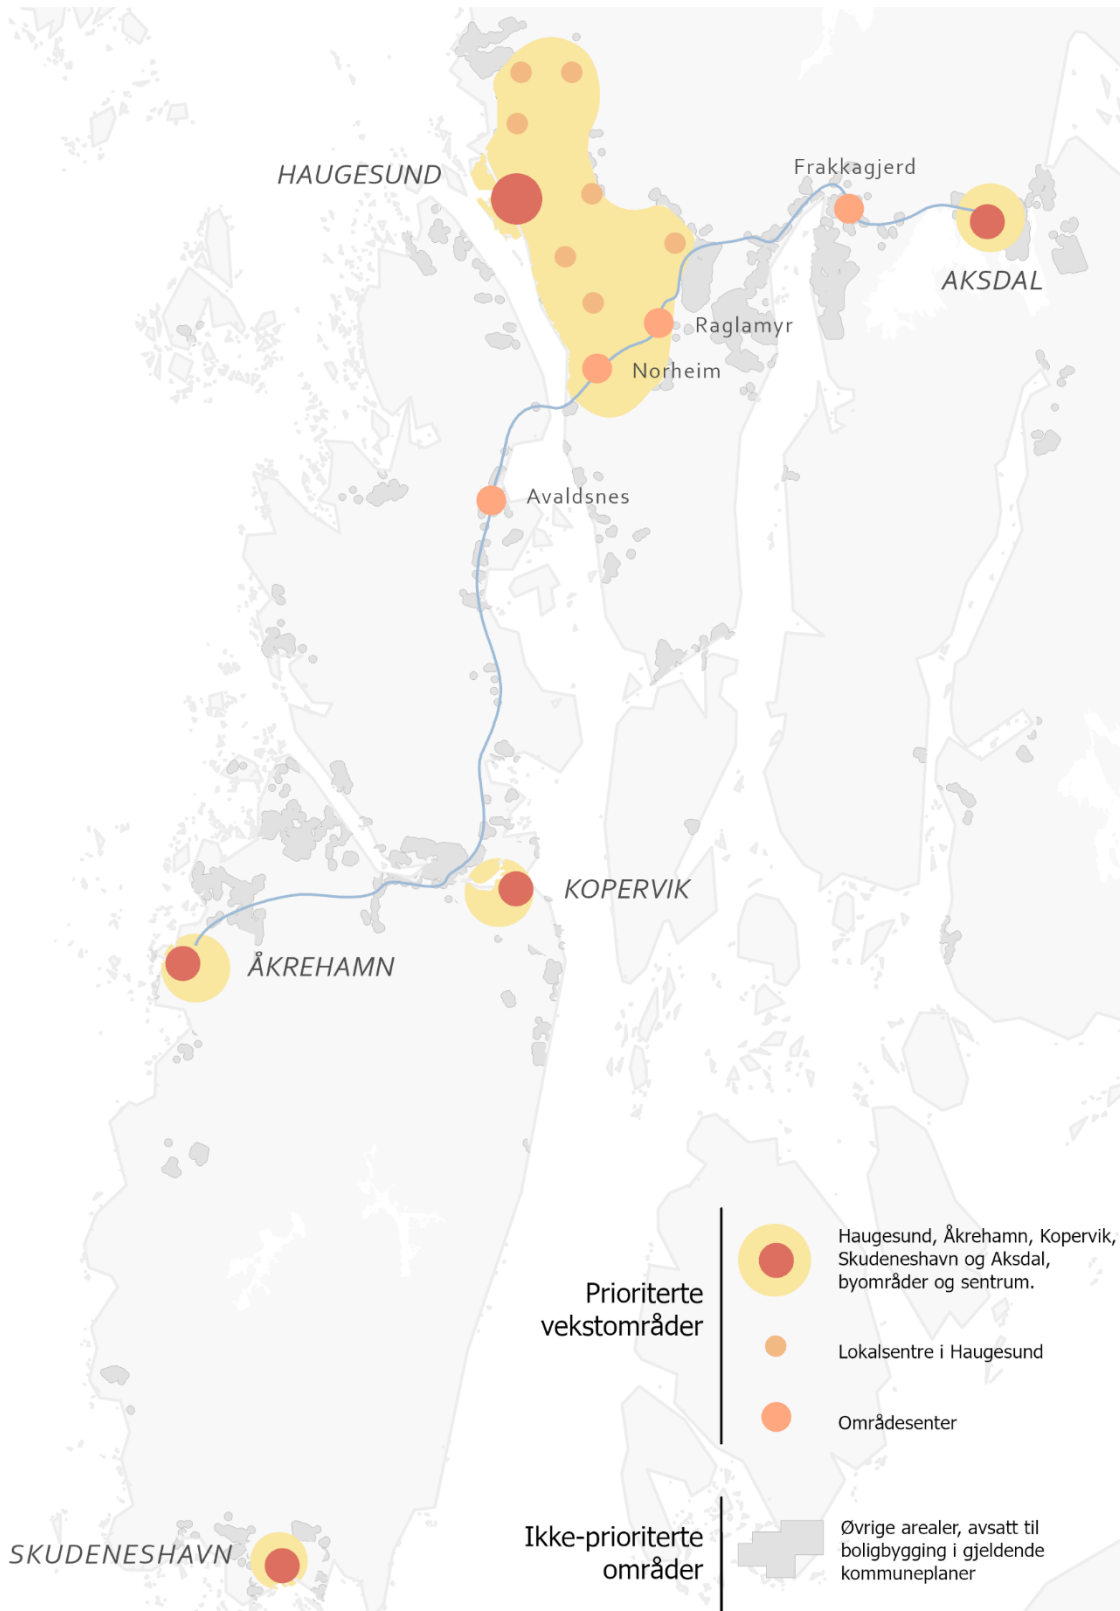 Frakkagjerd
HAUGESUND
AKSDAL
Raglamyr
Norheim
Avaldsnes
KOPERVIK
ÅKREHAMN
Prioriterte
vekstområder
Haugesund, Åkrehamn, Kopervik,
Skudeneshavn og Aksdal,
byområder og sentrum.
Lokalsentre i Haugesund
Områdesenter
Ikke-prioriterte
områder
Øvrige arealer, avsatt til
boligbygging i gjeldende
kommuneplaner
SKUDENESHAVN